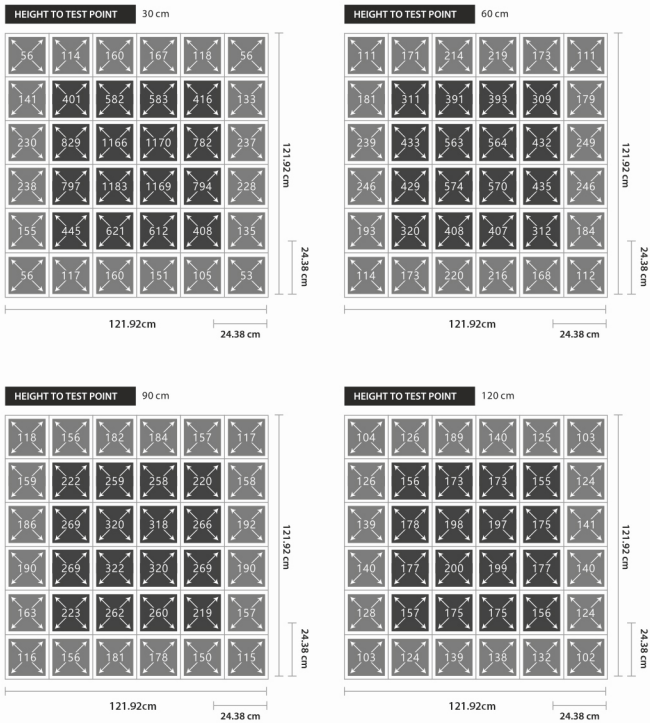 HEIGHT TO TEST POINT 30 cm
56 114 160 167 118 56
141 401 582 583 416 133
230 829 1166 1170 782 237
238 797 1183 1169 794 228
155 445 621 612 408 135
56 117 160 151 105 53
121.92 cm
24.38 cm
121.92cm
24.38 cm
HEIGHT TO TEST POINT 60 cm
111 171 214 219 173 111
181 311 391 393 309 179
239 433 563 564 432 249
246 429 574 570 435 246
193 320 408 407 312 184
114 173 220 216 168 112
121.92 cm
24.38 cm
121.92cm
24.38 cm
HEIGHT TO TEST POINT 90 cm
118 156 182 184 157 117
159 222 259 258 220 158
186 269 320 318 266 192
190 269 322 320 269 190
163 223 262 260 219 157
116 156 181 178 150 115
121.92 cm
24.38 cm
121.92cm
24.38 cm
HEIGHT TO TEST POINT 120 cm
104 126 189 140 125 103
126 156 173 173 155 124
139 178 198 197 175 141
140 177 200 199 177 140
128 157 175 175 156 124
103 124 139 138 132 102
121.92 cm
24.38 cm
121.92cm
24.38 cm